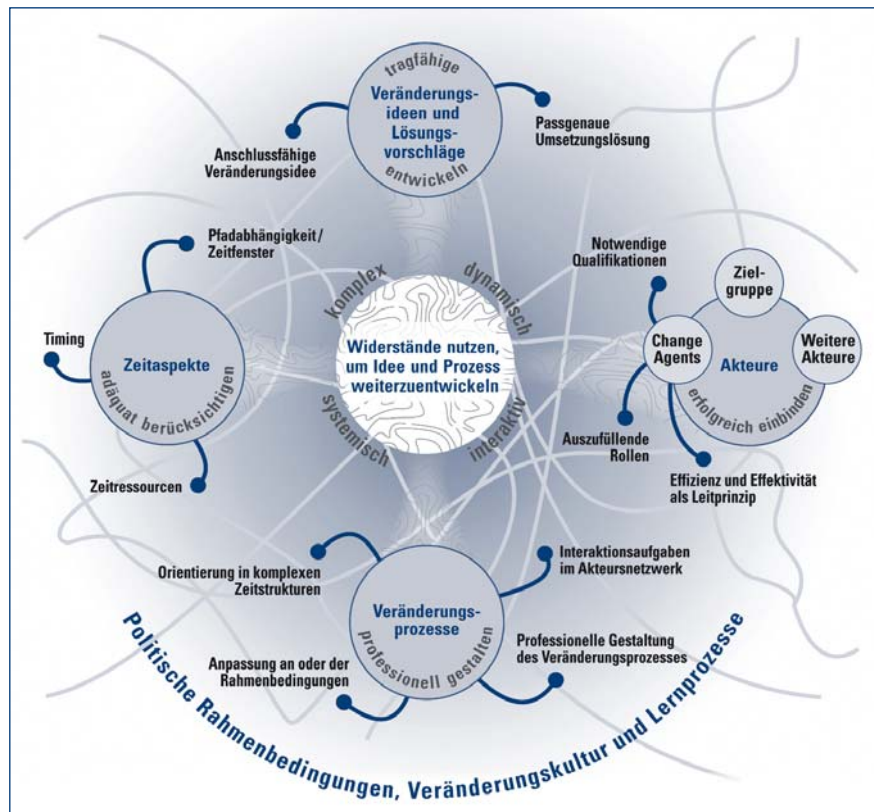 tragfähige
Veränderungs-
ideen und
Lösungs-
vorschläge
entwickeln
Anschlussfähige
Veränderungsidee
Passgenaue
Umsetzungslösung
Pfadabhängigkeit/
Zeitfenster
Timing
Zeitaspekte
adäquat berücksichtigen
Zeitressourcen
komplex
dynamisch
Widerstände nutzen,
um Idee und Prozess
weiterzuentwickeln
systemisch
interaktiv
Notwendige
Qualifikationen
Ziel-
gruppe
Change
Agents
Akteure
Weitere
Akteure
erfolgreich einbinden
Auszufüllende
Rollen
Effizienz und Effektivität
als Leitprinzip
Orientierung in komplexen
Zeitstrukturen
Interaktionsaufgaben
im Akteursnetzwerk
Veränderungs-
prozesse
professionell gestalten
Anpassung an oder der
Rahmenbedingungen
Professionelle Gestaltung
des Veränderungsprozesses
Politische Rahmenbedingungen, Veränderungskultur und Lernprozesse